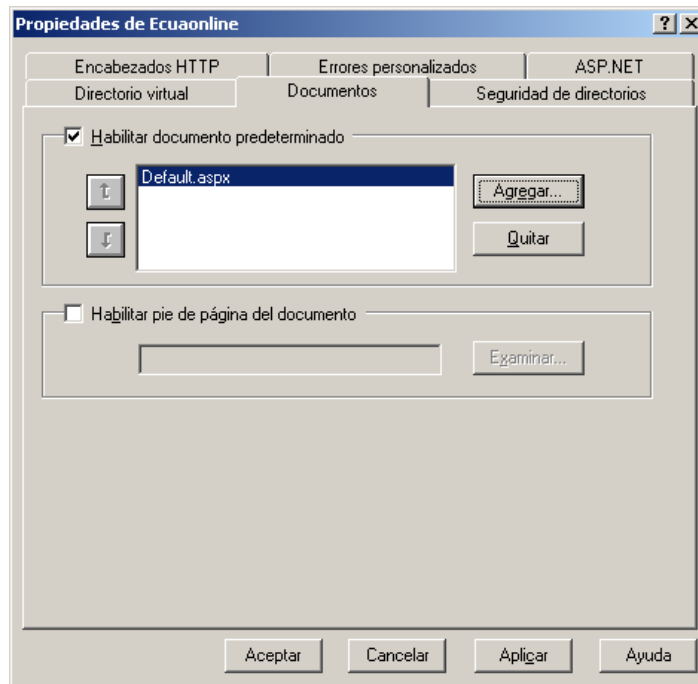 Propiedades de Ecuaonline
Encabezados HTTP Errores personalizados ASP.NET
Directorio virtual Documentos Seguridad de directorios
Habilitar documento predeterminado
Default.aspx
Agregar...
Quitar
Habilitar pie de página del documento
Examinar...
Aceptar Cancelar Aplicar Ayuda